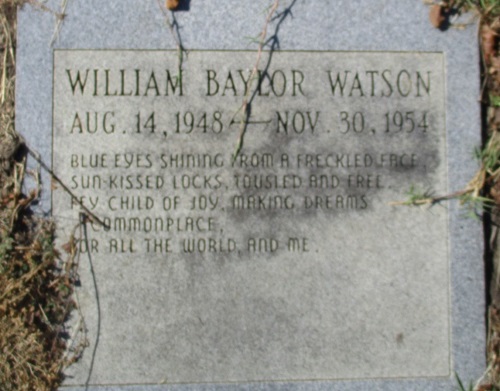 WILLIAM BAYLOR WATSON
AUG. 14, 1948 — NOV. 30, 1954
BLUE EYES SHINING FROM A FRECKLED FACE,
SUN-KISSED LOCKS, TOUSLED AND FREE.
FEY CHILD OF JOY, MAKING DREAMS
COMMONPLACE,
FOR ALL THE WORLD, AND ME.